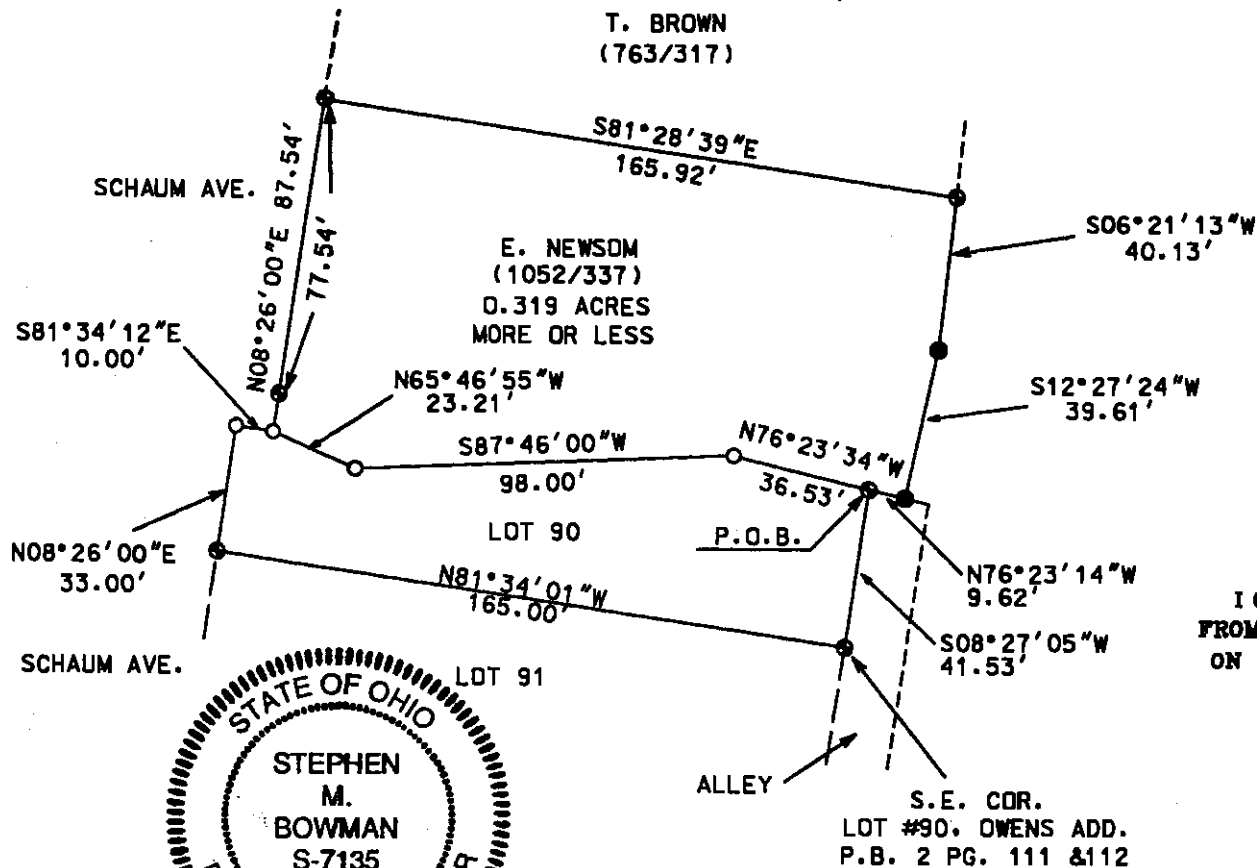 T. BROWN
(763/317)
S81°28'39"E
165.92'
SCHAUM AVE.
N08°26'00"E 87.54'
77.54'
S06°21'13"W
40.13'
E. NEWSOM
(1052/337)
0.319 ACRES
MORE OR LESS
S81°34'12"E
10.00'
N65°46'55"W
23.21'
S12°27'24"W
39.61'
S87°46'00"W
98.00'
N76°23'34"W
36.53'
LOT 90
P.O.B.
N08°26'00"E
33.00'
N81°34'01"W
165.00'
N76°23'14"W
9.62'
S08°27'05"W
41.53'
FROM
ON
SCHAUM AVE.
LOT 91
STATE OF OHIO
STEPHEN
M.
BOWMAN
S-7135
ALLEY
S.E. COR.
LOT #90. OWENS ADD.
P.B. 2 PG. 111 &112